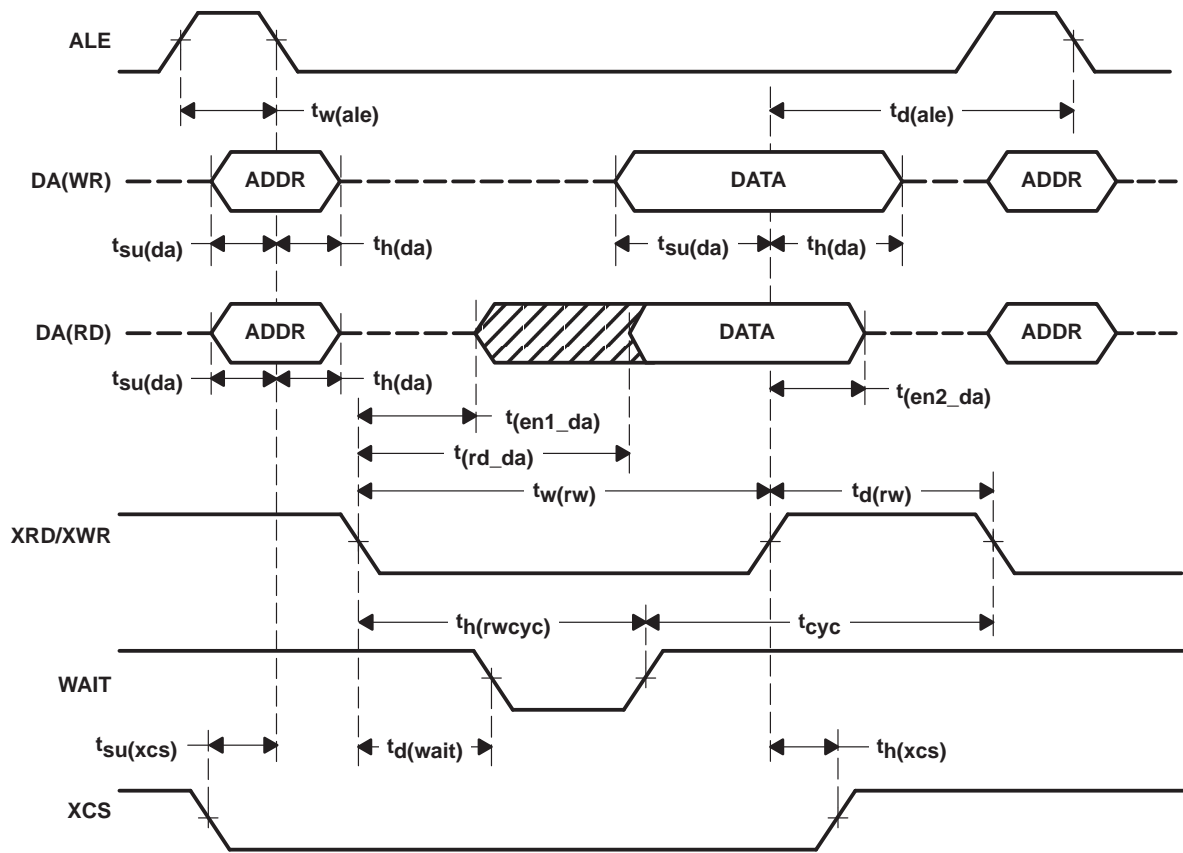 ALE
tw(ale)
td(ale)
DA(WR)
ADDR
DATA
ADDR
tsu(da)
th(da)
tsu(da)
th(da)
DA(RD)
ADDR
DATA
ADDR
tsu(da)
th(da)
t(en1_da)
t(en2_da)
t(rd_da)
tw(rw)
td(rw)
XRD/XWR
th(rwcyc)
tcyc
WAIT
tsu(xcs)
td(wait)
th(xcs)
XCS